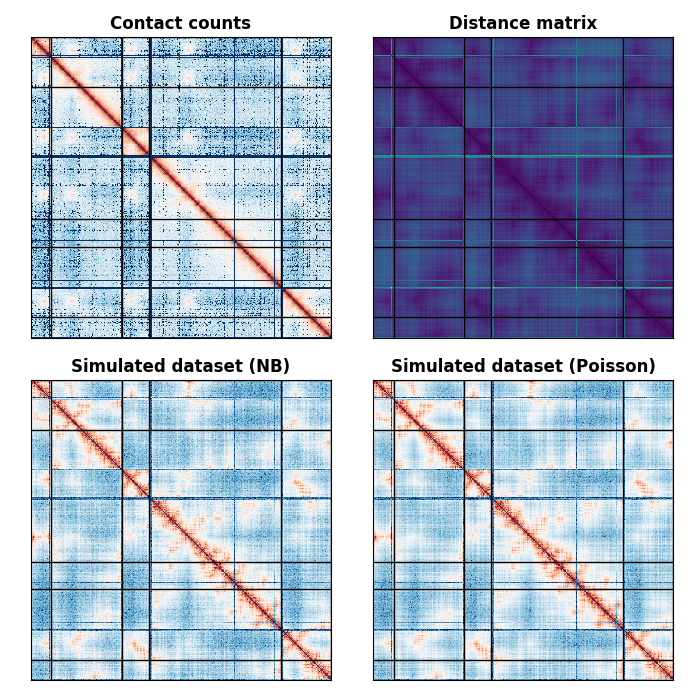 Contact counts
Distance matrix
Simulated dataset (NB)
Simulated dataset (Poisson)